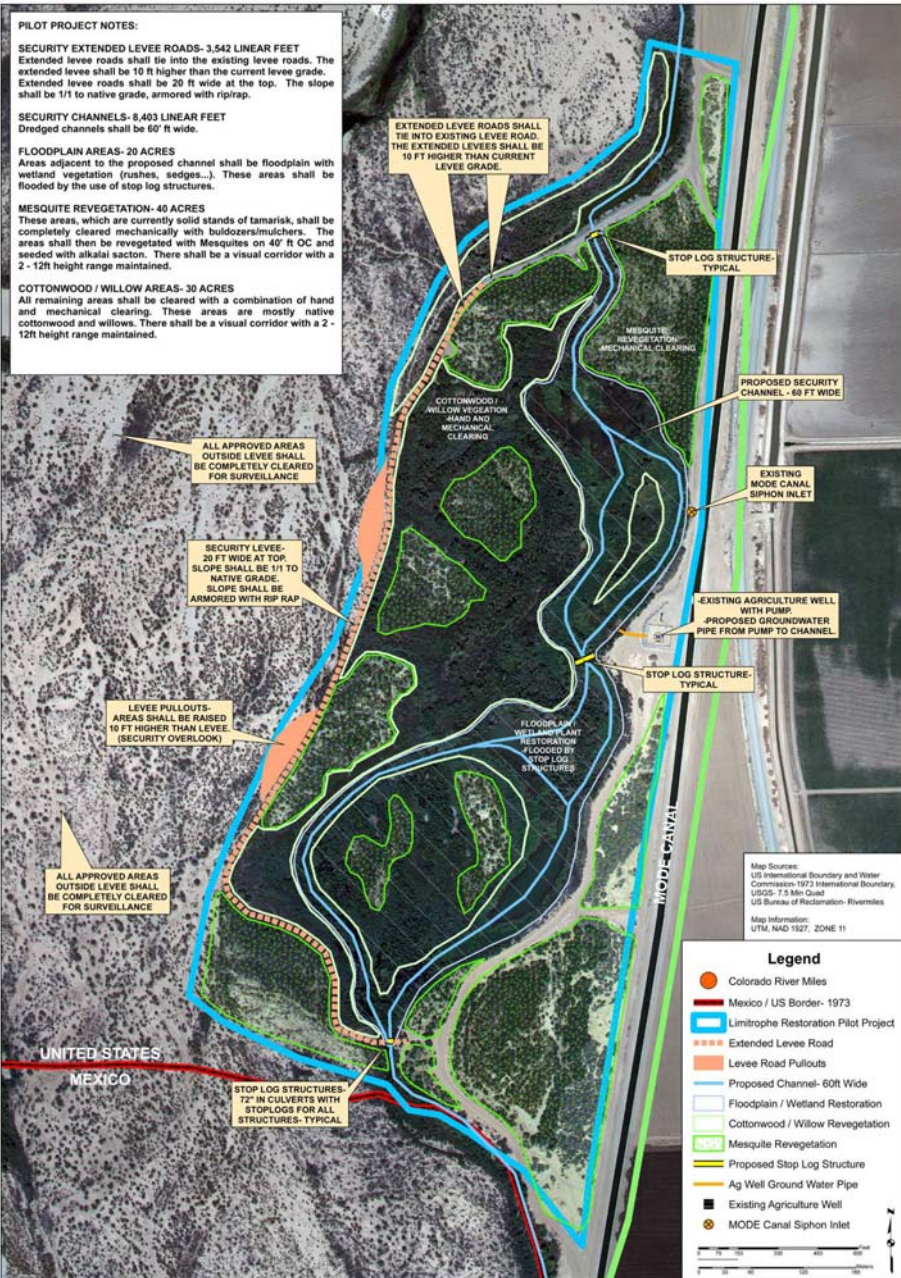 PILOT PROJECT NOTES:
SECURITY EXTENDED LEVEE ROADS- 3,542 LINEAR FEET
Extended levee roads shall tie into the existing levee roads. The
extended levee shall be 10 ft higher than the current levee grade.
Extended levee roads shall be 20 ft wide at the top. The slope
shall be 1/1 to native grade, armored with rip/rap.
SECURITY CHANNELS- 8,403 LINEAR FEET
Dredged channels shall be 60' ft wide.
FLOODPLAIN AREAS- 20 ACRES
Areas adjacent to the proposed channel shall be floodplain with
wetland vegetation (rushes, sedges...). These areas shall be
flooded by the use of stop log structures.
MESQUITE REVEGETATION- 40 ACRES
These areas, which are currently solid stands of tamarisk, shall be
completely cleared mechanically with buldozers/mulchers. The
areas shall then be revegetated with Mesquites on 40' ft OC and
seeded with alkalai sacton. There shall be a visual corridor with a
2 - 12ft height range maintained.
COTTONWOOD / WILLOW AREAS- 30 ACRES
All remaining areas shall be cleared with a combination of hand
and mechanical clearing. These areas are mostly native
cottonwood and willows. There shall be a visual corridor with a 2 -
12ft height range maintained.
EXTENDED LEVEE ROADS SHALL
TIE INTO EXISTING LEVEE ROAD.
THE EXTENDED LEVEES SHALL BE
10 FT HIGHER THAN CURRENT
LEVEE GRADE.
STOP LOG STRUCTURE-
TYPICAL
MESQUITE
REVEGETATION
-MECHANICAL CLEARING
PROPOSED SECURITY
CHANNEL - 60 FT WIDE
COTTONWOOD /
WILLOW VEGEATION
-HAND AND
MECHANICAL
CLEARING
ALL APPROVED AREAS
OUTSIDE LEVEE SHALL
BE COMPLETELY CLEARED
FOR SURVEILLANCE
EXISTING
MODE CANAL
SIPHON INLET
SECURITY LEVEE-
20 FT WIDE AT TOP.
SLOPE SHALL BE 1/1 TO
NATIVE GRADE.
SLOPE SHALL BE
ARMORED WITH RIP RAP
-EXISTING AGRICULTURE WELL
WITH PUMP.
-PROPOSED GROUNDWATER
PIPE FROM PUMP TO CHANNEL.
STOP LOG STRUCTURE-
TYPICAL
LEVEE PULLOUTS-
AREAS SHALL BE RAISED
10 FT HIGHER THAN LEVEE.
(SECURITY OVERLOOK)
FLOODPLAIN /
WETLAND PLANT
RESTORATION
-FLOODED BY
STOP LOG
STRUCTURES
ALL APPROVED AREAS
OUTSIDE LEVEE SHALL
BE COMPLETELY CLEARED
FOR SURVEILLANCE
MODE CANAL
Map Sources:
US International Boundary and Water
Commission-1973 International Boundary.
USGS- 7.5 Min Quad
US Bureau of Reclamation- Rivermiles
Map Information:
UTM, NAD 1927, ZONE 11
UNITED STATES
MEXICO
STOP LOG STRUCTURES-
72" IN CULVERTS WITH
STOPLOGS FOR ALL
STRUCTURES- TYPICAL
Legend
Colorado River Miles
Mexico / US Border- 1973
Limitrophe Restoration Pilot Project
Extended Levee Road
Levee Road Pullouts
Proposed Channel- 60ft Wide
Floodplain / Wetland Restoration
Cottonwood / Willow Revegetation
Mesquite Revegetation
Proposed Stop Log Structure
Ag Well Ground Water Pipe
Existing Agriculture Well
MODE Canal Siphon Inlet
N
0 75 150 300 450 600
Feet
Meters